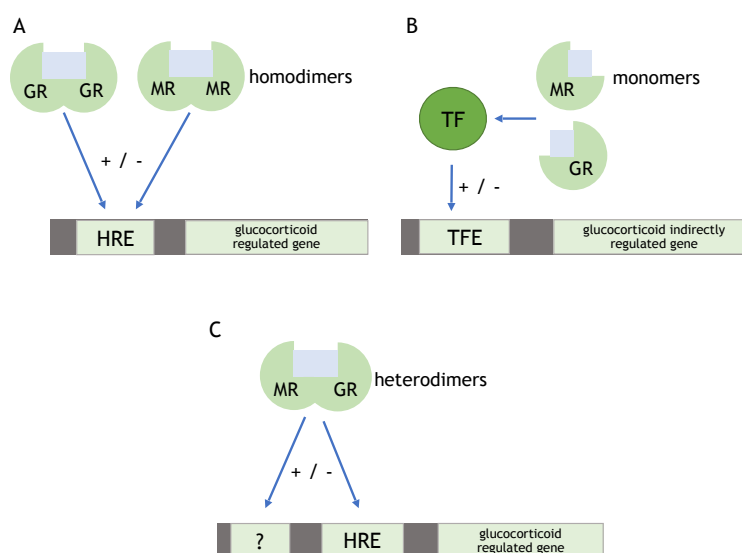 A
GR GR
MR MR
homodimers
+ / -
HRE
glucocorticoid
regulated gene
B
MR
monomers
TF
GR
+ / -
TFE
glucocorticoid indirectly
regulated gene
C
MR GR
heterodimers
+ / -
?
HRE
glucocorticoid
regulated gene